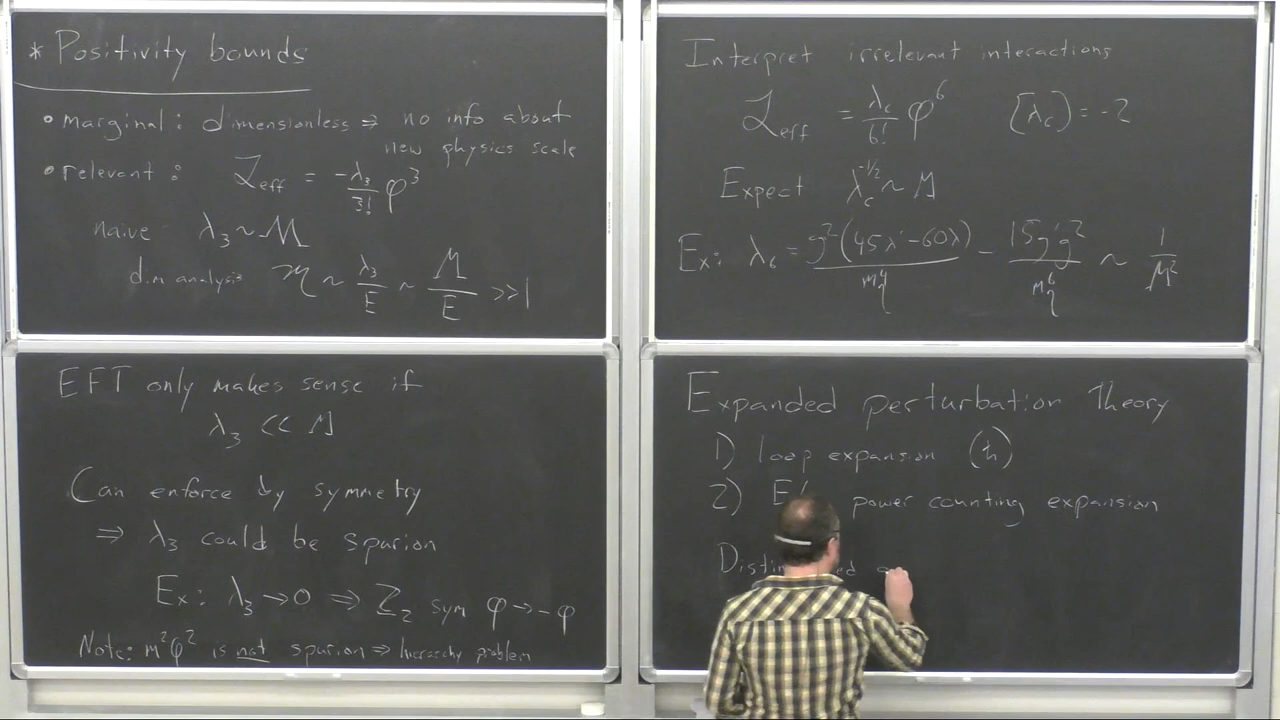 * Positivity bounds
• marginal: dimensionless ⇒ no info about
new physics scale
• relevant: ℒeff = -λ₃/3! φ³
naive λ₃ ~ M
dim analysis ℳ ~ λ₃/E ~ M/E >> 1
EFT only makes sense if
λ₃ << M
Can enforce by symmetry
⇒ λ₃ could be spurion
Ex: λ₃ → 0 ⇒ Z₂ sym φ → -φ
Note: m²φ² is not spurion ⇒ hierarchy problem
Interpret irrelevant interactions
ℒeff = λ₆/6! φ⁶ [λ₆] = -2
Expect λ₆^(-1/2) ~ M
Ex: λ₆ = g²(45λ' - 60λ)/ - 15g'g²/ ~ 1/M²
Expanded perturbation theory
1) loop expansion (ħ)
2) E/ power counting expansion